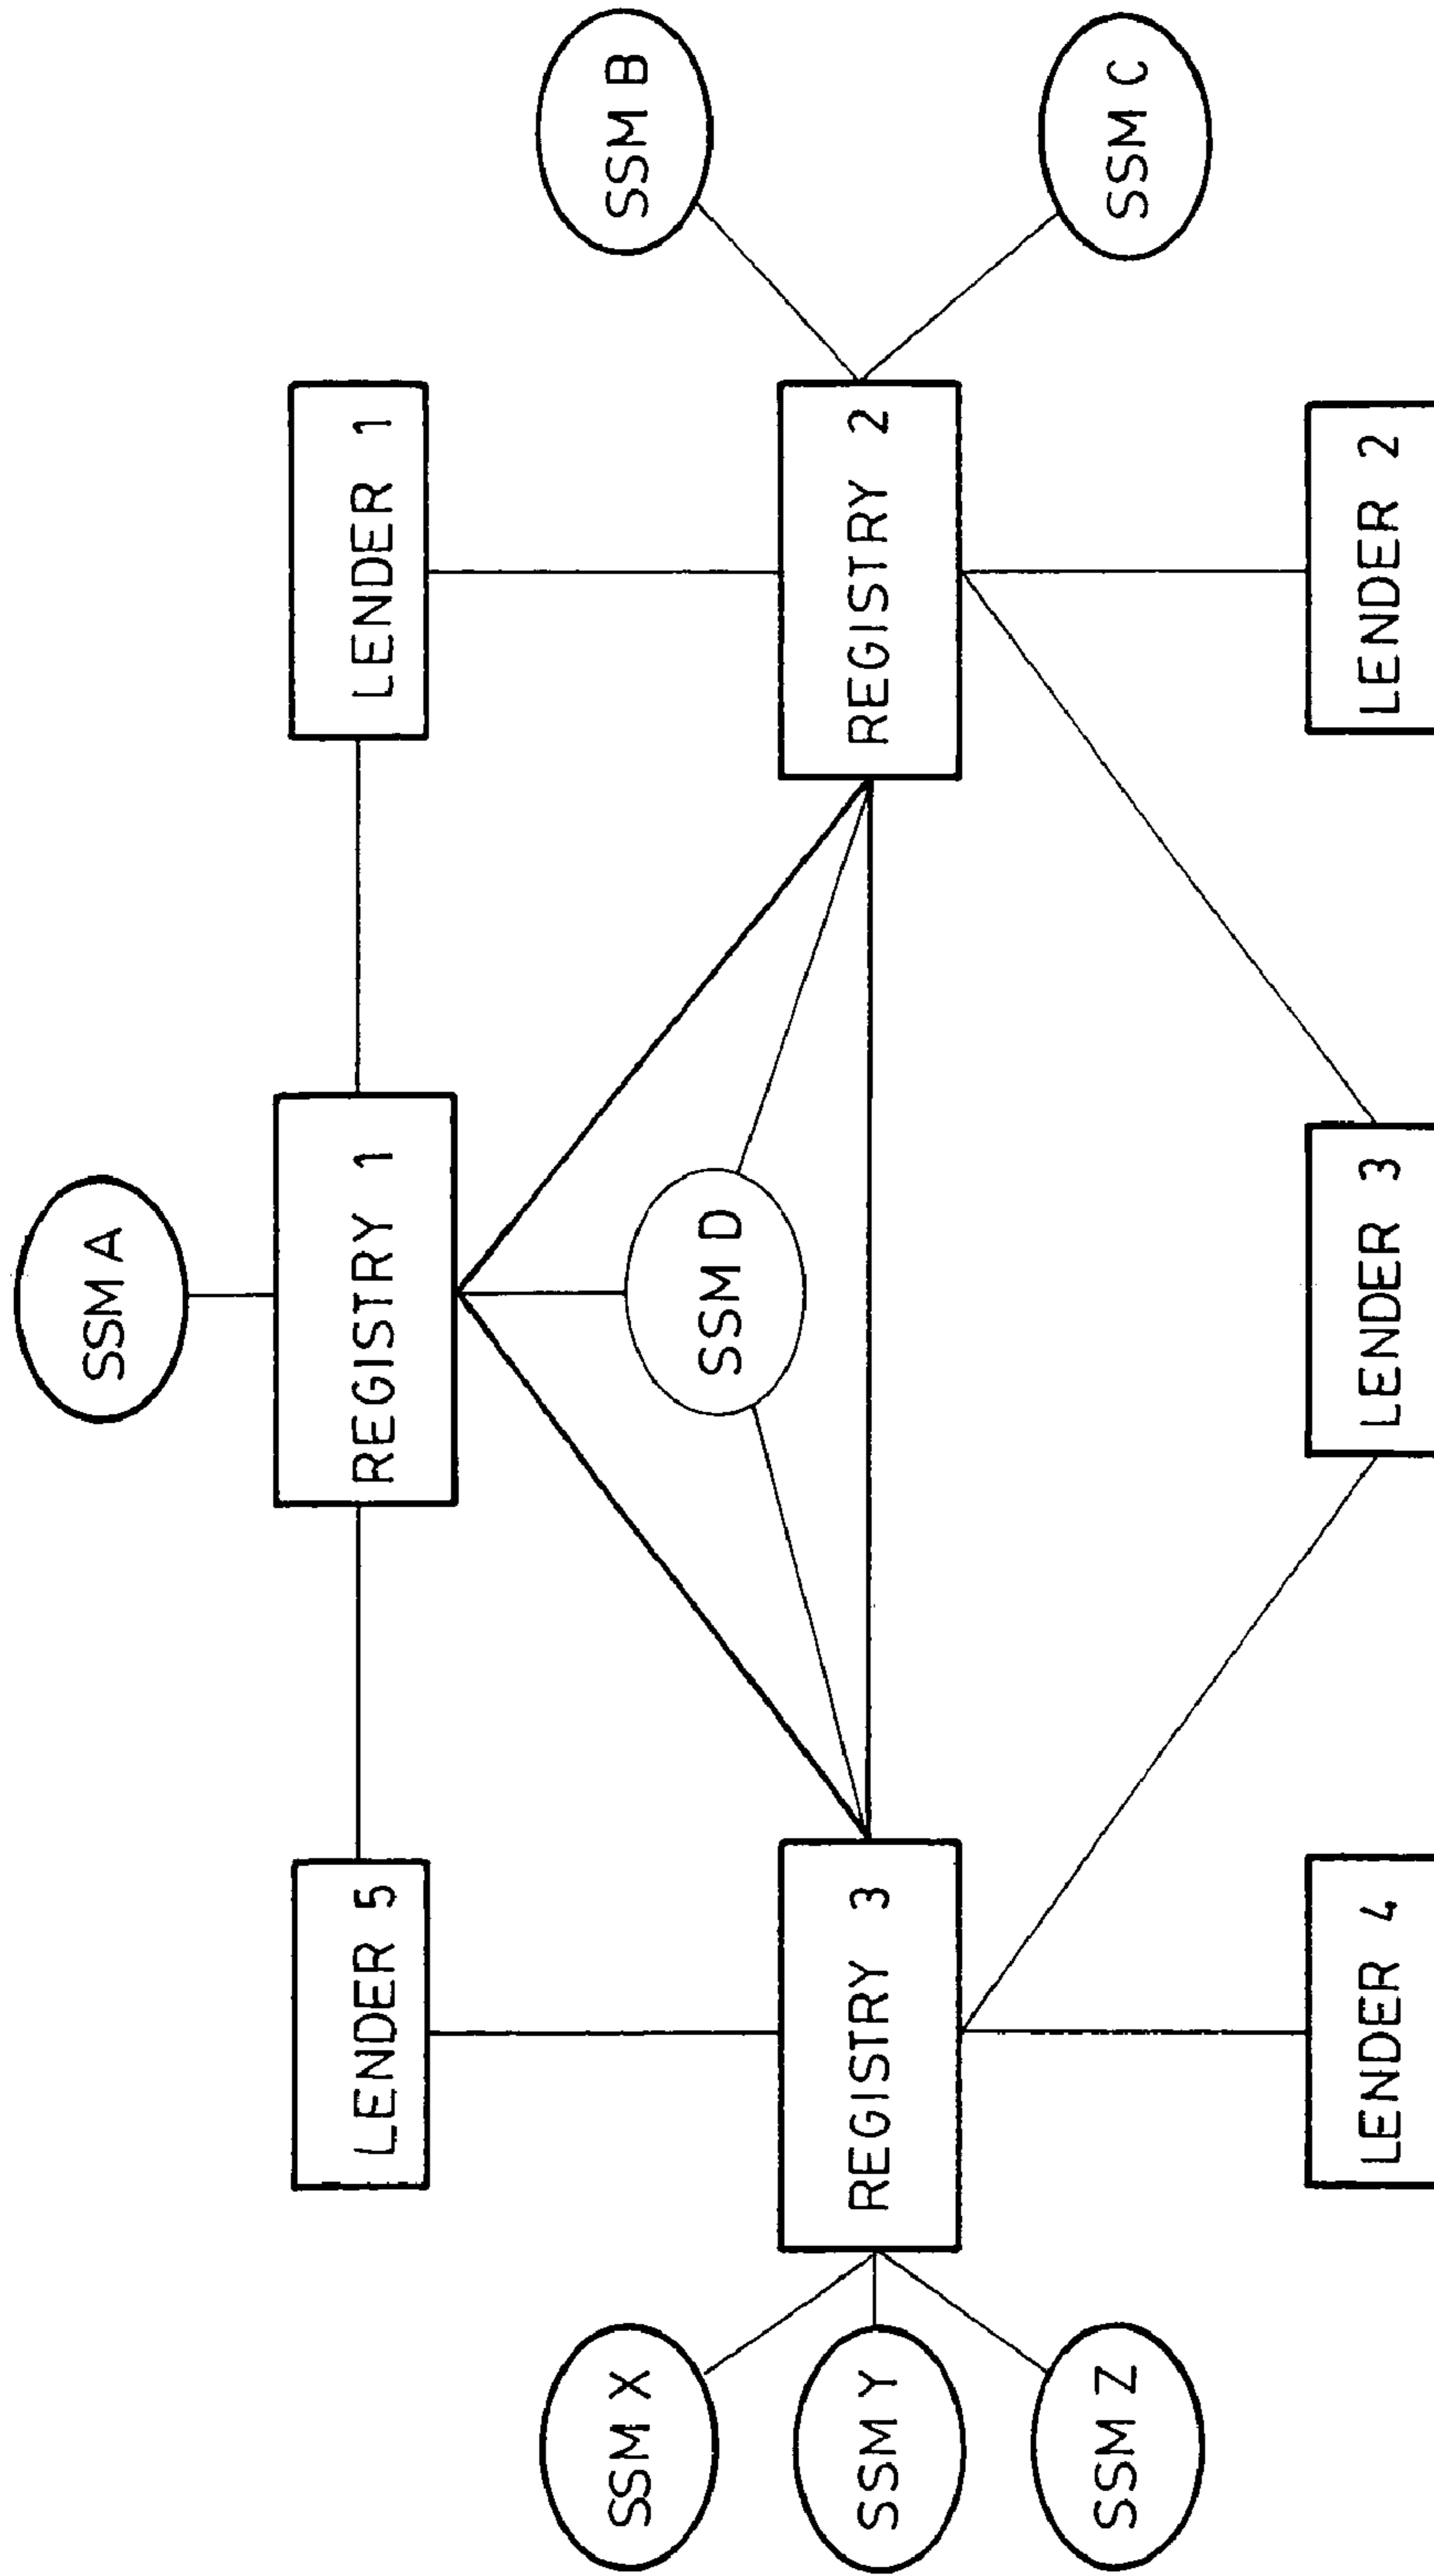 SSM A
LENDER 5
REGISTRY 1
LENDER 1
SSM X
SSM D
SSM B
SSM Y
REGISTRY 3
REGISTRY 2
SSM Z
SSM C
LENDER 4
LENDER 3
LENDER 2